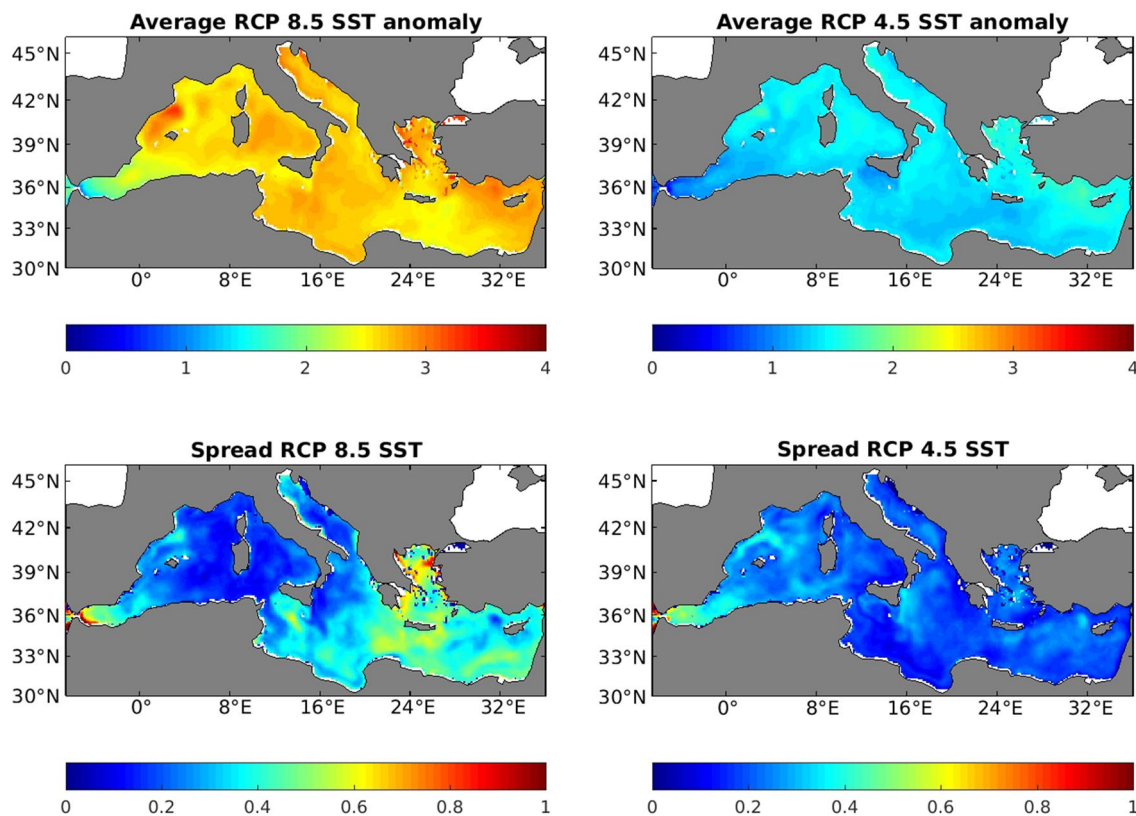 Average RCP 8.5 SST anomaly
45°N
42°N
39°N
36°N
33°N
30°N
0° 8°E 16°E 24°E 32°E
0 1 2 3 4
Average RCP 4.5 SST anomaly
45°N
42°N
39°N
36°N
33°N
30°N
0° 8°E 16°E 24°E 32°E
0 1 2 3 4
Spread RCP 8.5 SST
45°N
42°N
39°N
36°N
33°N
30°N
0° 8°E 16°E 24°E 32°E
0 0.2 0.4 0.6 0.8 1
Spread RCP 4.5 SST
45°N
42°N
39°N
36°N
33°N
30°N
0° 8°E 16°E 24°E 32°E
0 0.2 0.4 0.6 0.8 1